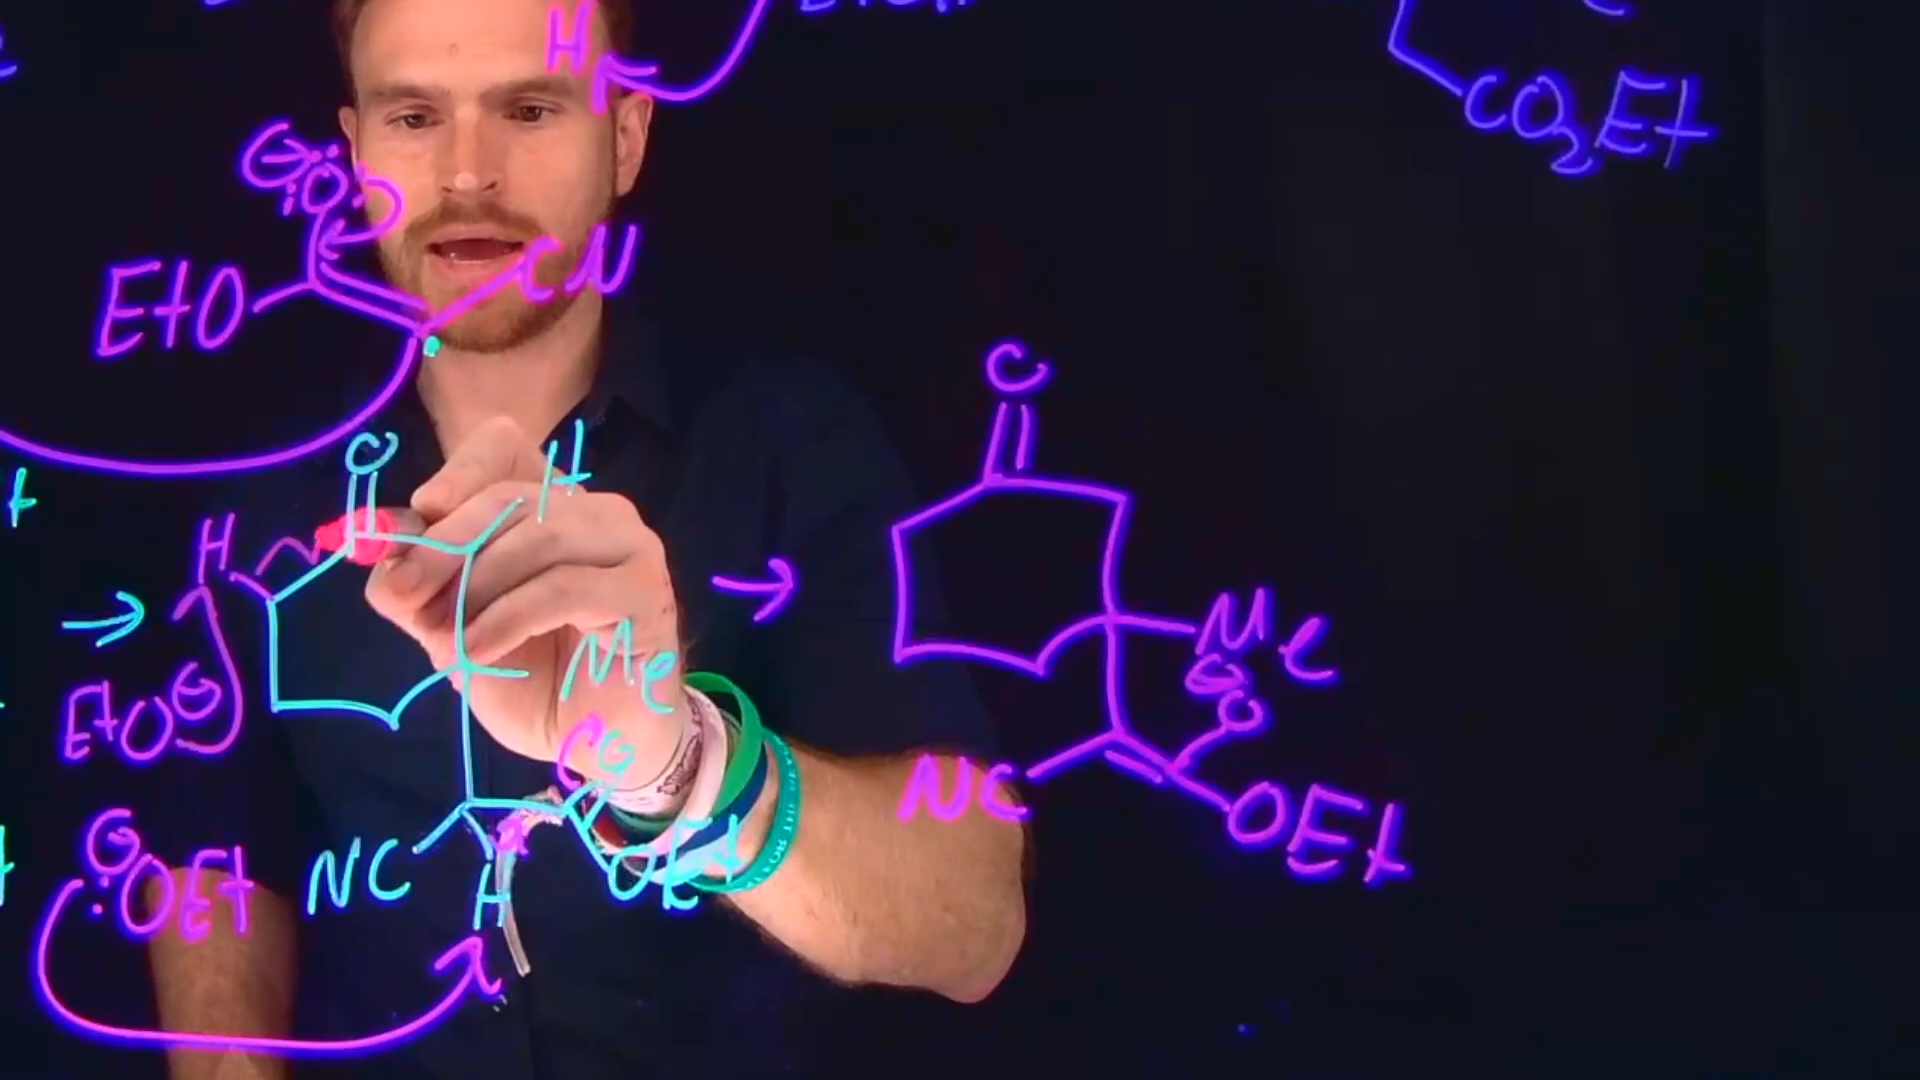 H
CO₂Et
⊖
:Ö
EtO
CN
O
H
H
Me
O
EtO⊖
NC
H
OEt
⊖
:OEt
→
→
O
Me
⊖
O
NC
OEt